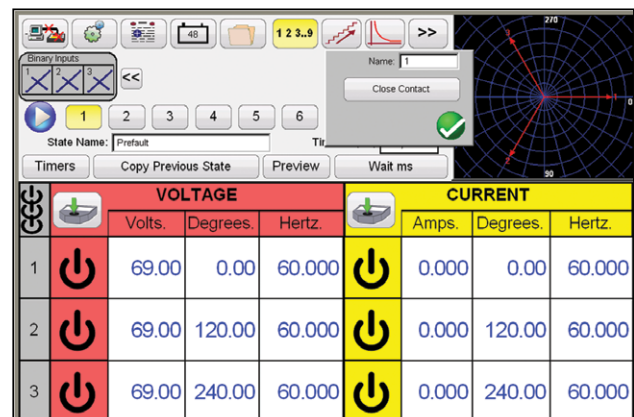 48
1 2 3..9
>>
Binary Inputs
1 2 3
<<
Name: 1
Close Contact
1 2 3 4 5 6
State Name: Prefault
Timers Copy Previous State Preview Wait ms
270
3
1
0
2
90
VOLTAGE CURRENT
Volts. Degrees. Hertz. Amps. Degrees. Hertz.
1 69.00 0.00 60.000 0.000 0.00 60.000
2 69.00 120.00 60.000 0.000 120.00 60.000
3 69.00 240.00 60.000 0.000 240.00 60.000